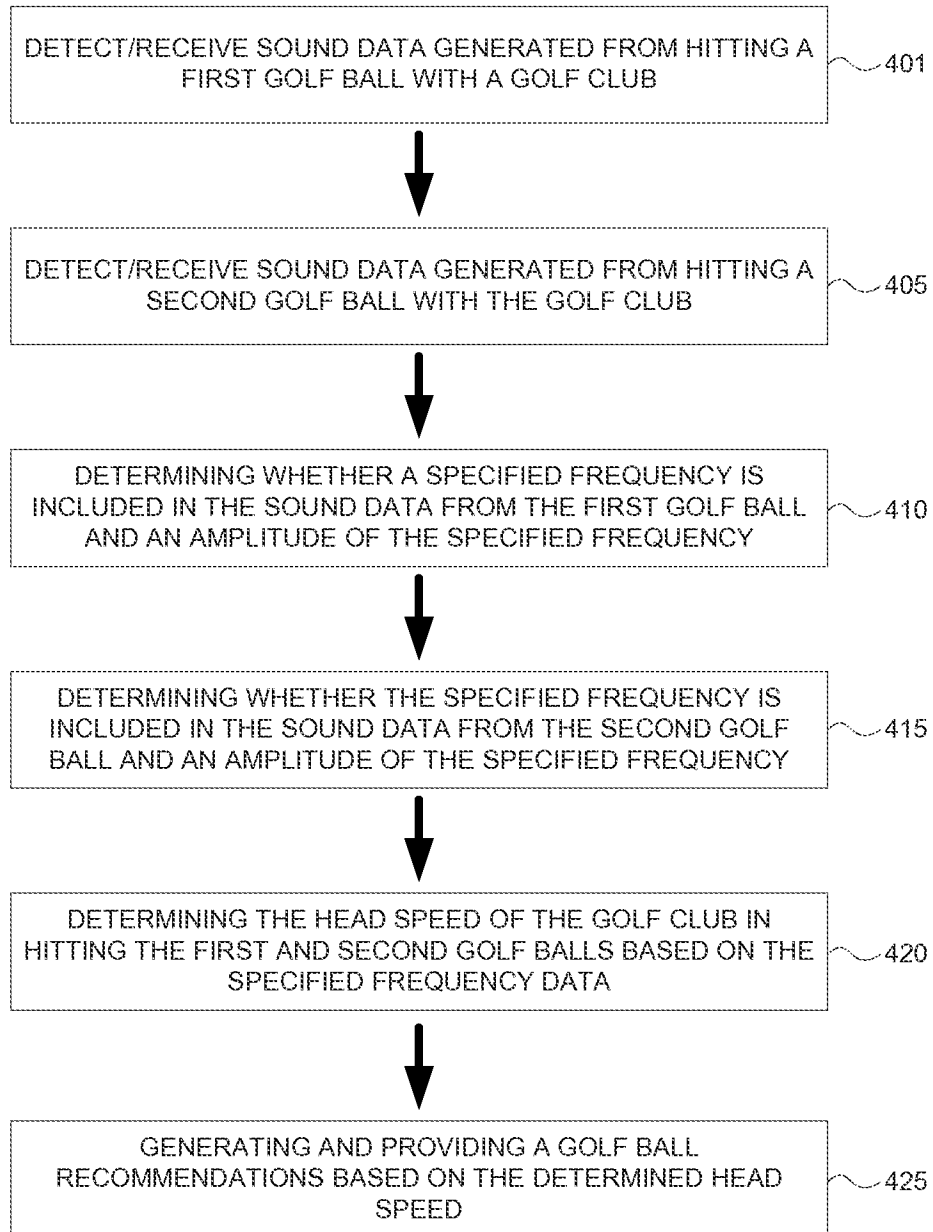 DETECT/RECEIVE SOUND DATA GENERATED FROM HITTING A
FIRST GOLF BALL WITH A GOLF CLUB
401
DETECT/RECEIVE SOUND DATA GENERATED FROM HITTING A
SECOND GOLF BALL WITH THE GOLF CLUB
405
DETERMINING WHETHER A SPECIFIED FREQUENCY IS
INCLUDED IN THE SOUND DATA FROM THE FIRST GOLF BALL
AND AN AMPLITUDE OF THE SPECIFIED FREQUENCY
410
DETERMINING WHETHER THE SPECIFIED FREQUENCY IS
INCLUDED IN THE SOUND DATA FROM THE SECOND GOLF
BALL AND AN AMPLITUDE OF THE SPECIFIED FREQUENCY
415
DETERMINING THE HEAD SPEED OF THE GOLF CLUB IN
HITTING THE FIRST AND SECOND GOLF BALLS BASED ON THE
SPECIFIED FREQUENCY DATA
420
GENERATING AND PROVIDING A GOLF BALL
RECOMMENDATIONS BASED ON THE DETERMINED HEAD
SPEED
425